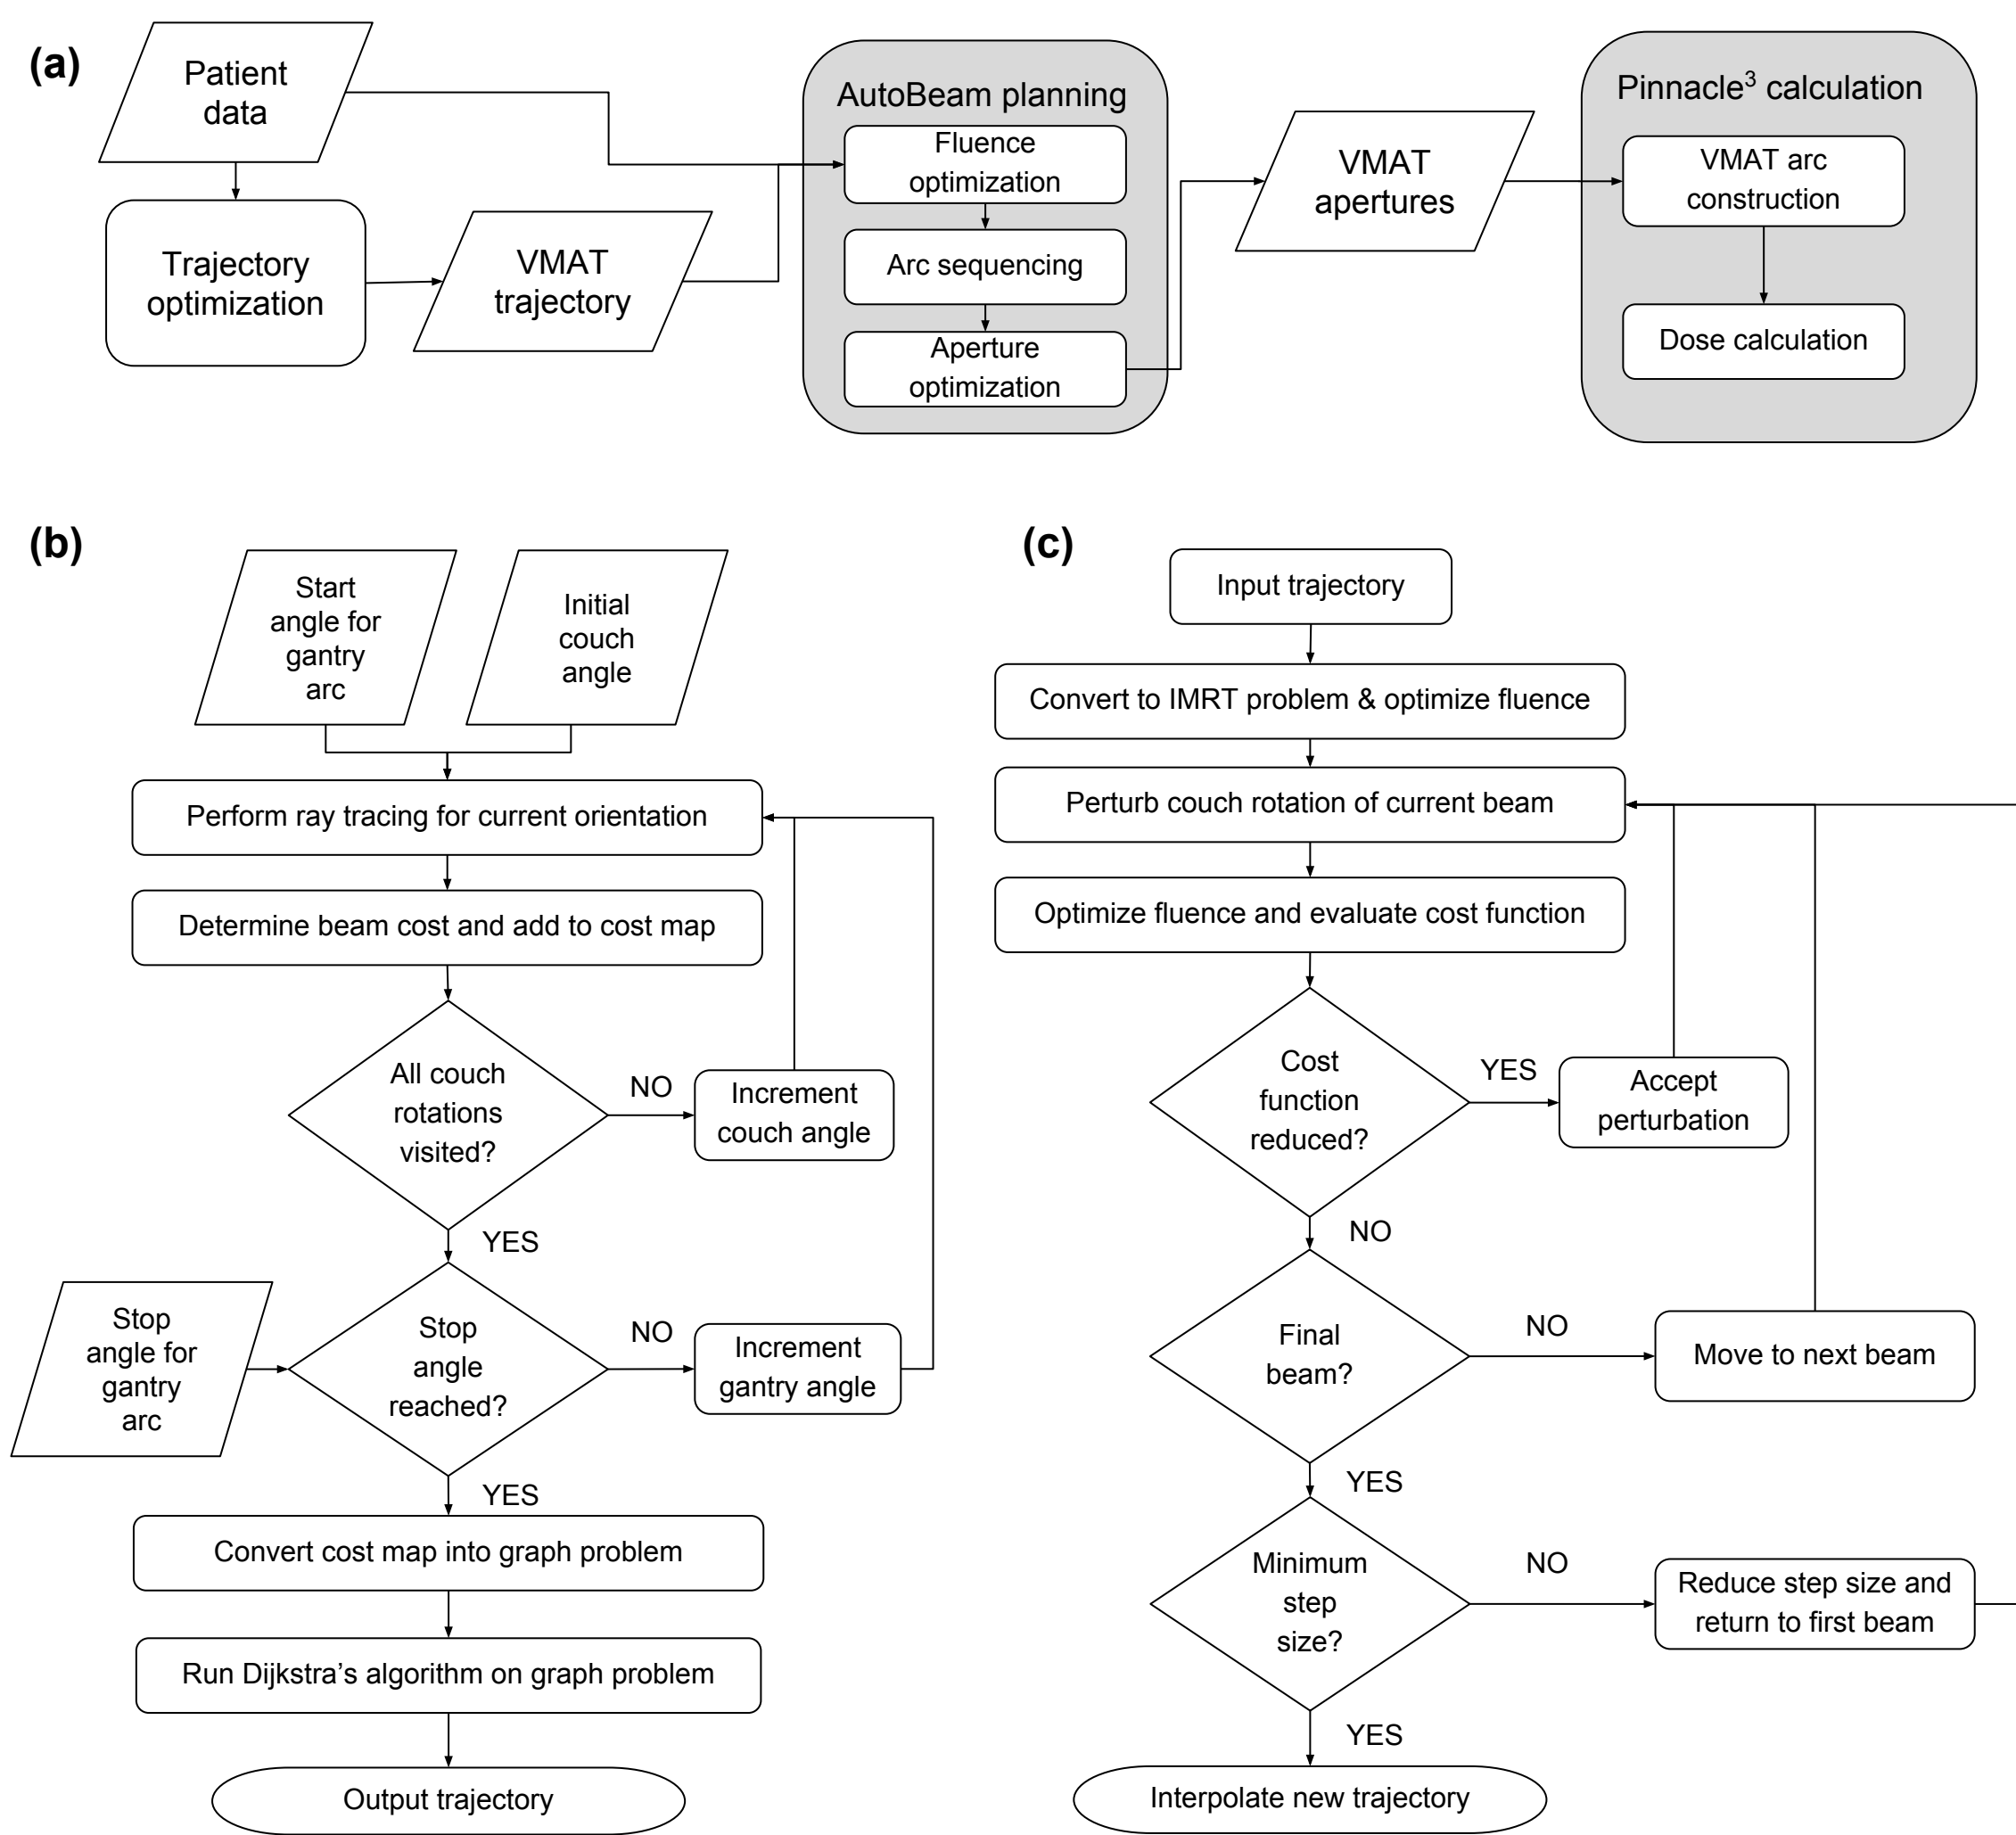 (a)
Patient
data
Trajectory
optimization
VMAT
trajectory
AutoBeam planning
Fluence
optimization
Arc sequencing
Aperture
optimization
VMAT
apertures
Pinnacle³ calculation
VMAT arc
construction
Dose calculation
(b)
Start
angle for
gantry
arc
Initial
couch
angle
Perform ray tracing for current orientation
Determine beam cost and add to cost map
All couch
rotations
visited?
NO
Increment
couch angle
YES
Stop
angle for
gantry
arc
Stop
angle
reached?
NO
Increment
gantry angle
YES
Convert cost map into graph problem
Run Dijkstra’s algorithm on graph problem
Output trajectory
(c)
Input trajectory
Convert to IMRT problem & optimize fluence
Perturb couch rotation of current beam
Optimize fluence and evaluate cost function
Cost
function
reduced?
YES
Accept
perturbation
NO
Final
beam?
NO
Move to next beam
YES
Minimum
step
size?
NO
Reduce step size and
return to first beam
YES
Interpolate new trajectory